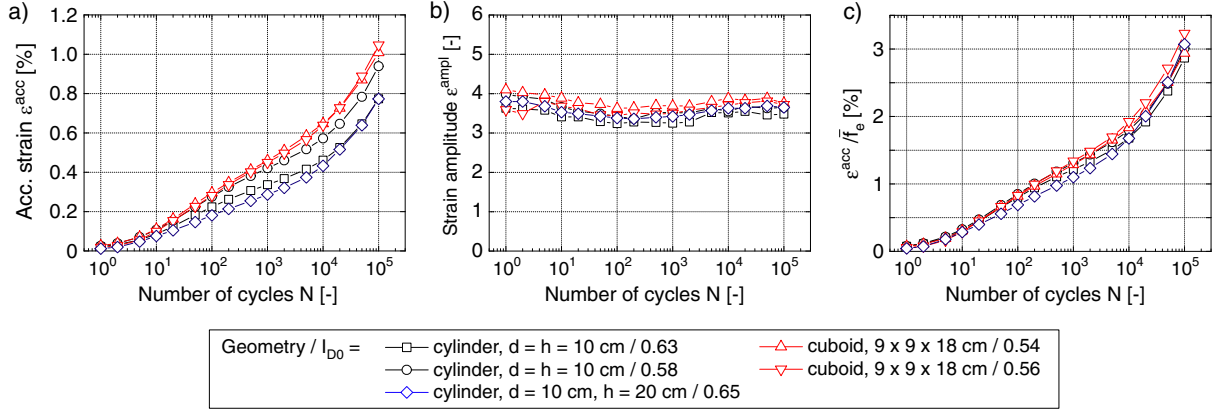 a)
Acc. strain ε^acc [%]
1.0
0.8
0.6
0.4
0.2
0
10^0 10^1 10^2 10^3 10^4 10^5
Number of cycles N [-]
b)
Strain amplitude ε^ampl [-]
6
5
4
3
2
1
0
10^0 10^1 10^2 10^3 10^4 10^5
Number of cycles N [-]
c)
ε^acc/f̄_e [%]
3
2
1
0
10^0 10^1 10^2 10^3 10^4 10^5
Number of cycles N [-]
Geometry / I_D0 =
cylinder, d = h = 10 cm / 0.63
cylinder, d = h = 10 cm / 0.58
cylinder, d = 10 cm, h = 20 cm / 0.65
cuboid, 9 x 9 x 18 cm / 0.54
cuboid, 9 x 9 x 18 cm / 0.56